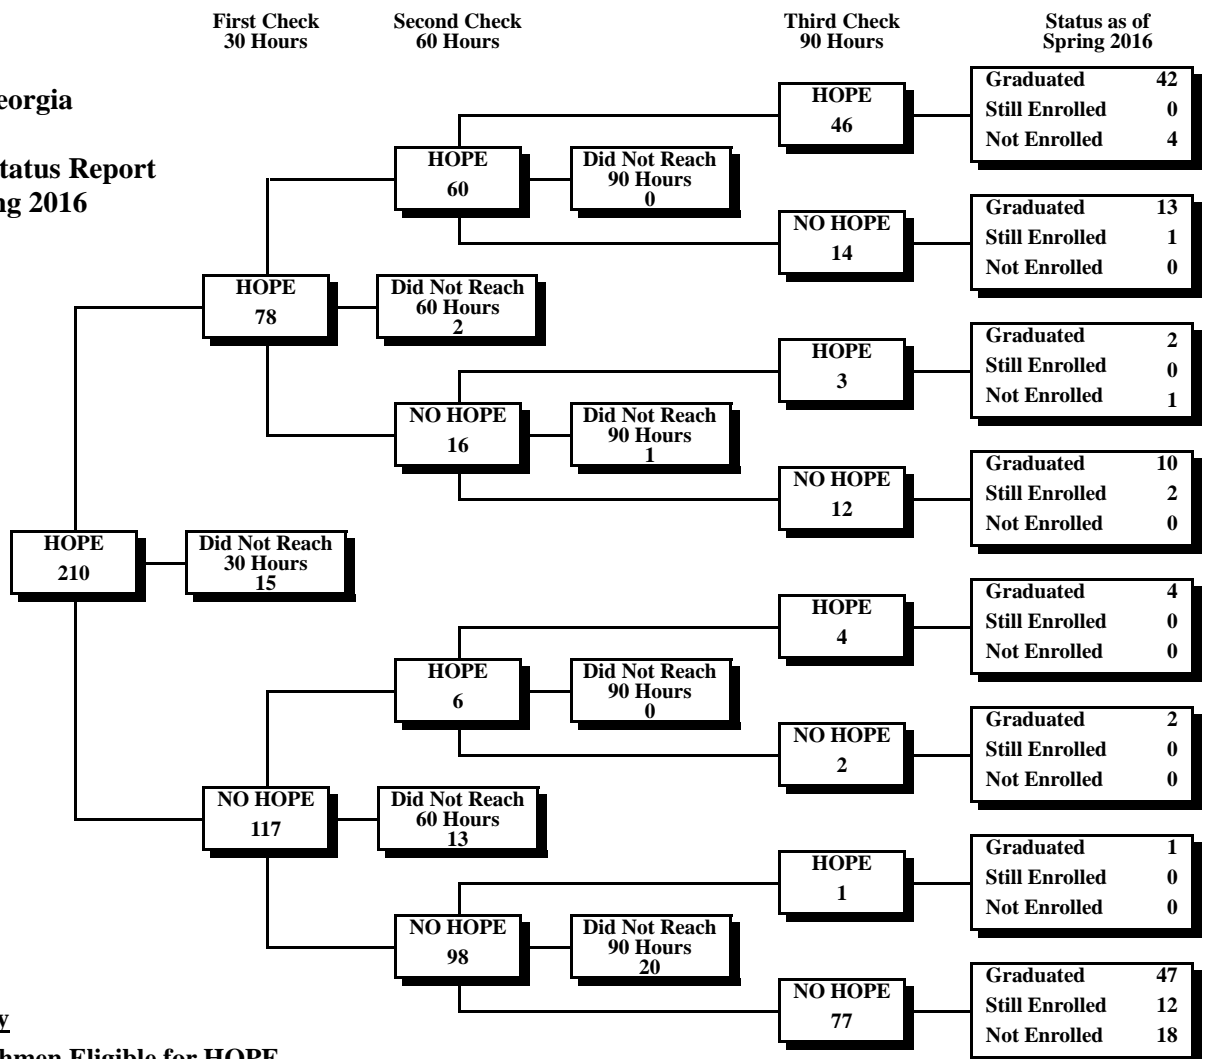 First Check
30 Hours
Second Check
60 Hours
Third Check
90 Hours
Status as of
Spring 2016
Status Report
2016
HOPE
210
Did Not Reach
30 Hours
15
HOPE
78
Did Not Reach
60 Hours
2
NO HOPE
117
Did Not Reach
60 Hours
13
HOPE
60
Did Not Reach
90 Hours
0
NO HOPE
16
Did Not Reach
90 Hours
1
HOPE
6
Did Not Reach
90 Hours
0
NO HOPE
98
Did Not Reach
90 Hours
20
HOPE
46
Graduated 42
Still Enrolled 0
Not Enrolled 4
NO HOPE
14
Graduated 13
Still Enrolled 1
Not Enrolled 0
HOPE
3
Graduated 2
Still Enrolled 0
Not Enrolled 1
NO HOPE
12
Graduated 10
Still Enrolled 2
Not Enrolled 0
HOPE
4
Graduated 4
Still Enrolled 0
Not Enrolled 0
NO HOPE
2
Graduated 2
Still Enrolled 0
Not Enrolled 0
HOPE
1
Graduated 1
Still Enrolled 0
Not Enrolled 0
NO HOPE
77
Graduated 47
Still Enrolled 12
Not Enrolled 18
Eligible for HOPE